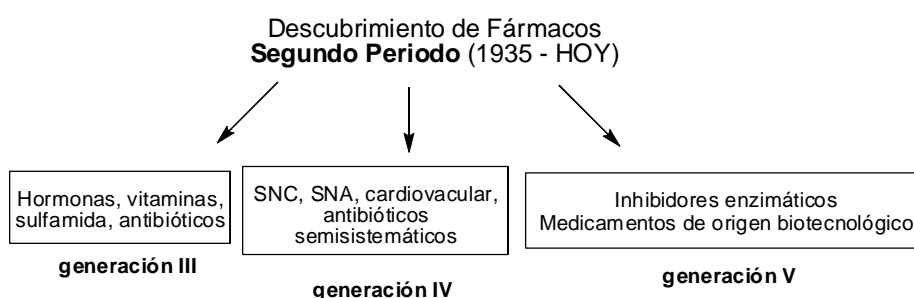 Descubrimiento de Fármacos
Segundo Periodo (1935 - HOY)
Hormonas, vitaminas,
sulfamida, antibióticos
generación III
SNC, SNA, cardiovacular,
antibióticos
semisistemáticos
generación IV
Inhibidores enzimáticos
Medicamentos de origen biotecnológico
generación V